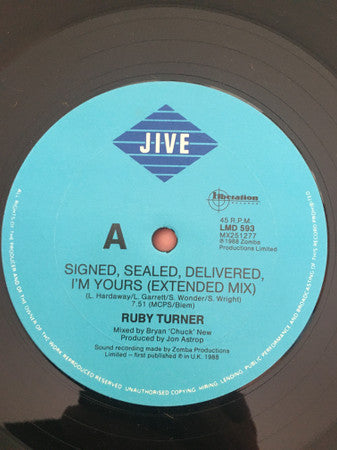 JIVE
Liberation
RECORDS
45 R.P.M.
LMD 593
MX251277
℗1988 Zomba
Productions Limited
A
SIGNED, SEALED, DELIVERED,
I'M YOURS (EXTENDED MIX)
(L. Hardaway/L. Garrett/S. Wonder/S. Wright)
7.51 (MCPS/Biem)
RUBY TURNER
Mixed by Bryan 'Chuck' New
Produced by Jon Astrop
Sound recording made by Zomba Productions
Limited – first published ℗ in U.K. 1988
ALL RIGHTS OF THE PRODUCER AND OF THE OWNER OF THE WORK REPRODUCED RESERVED. UNAUTHORISED COPYING, HIRING, LENDING, PUBLIC PERFORMANCE AND BROADCASTING OF THIS RECORD PROHIBITED